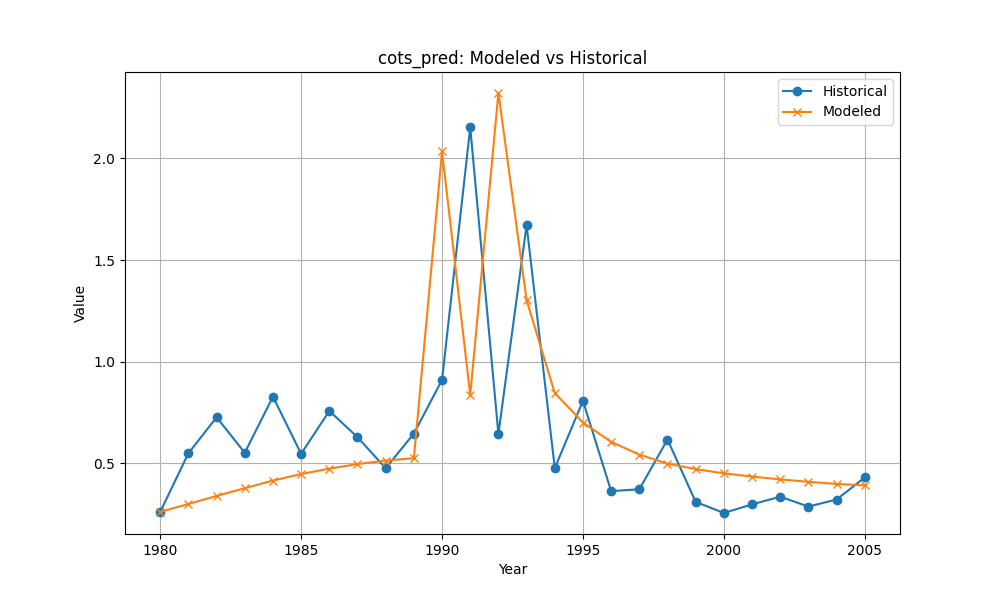 cots_pred: Modeled vs Historical
Historical
Modeled
Value
2.0
1.5
1.0
0.5
1980 1985 1990 1995 2000 2005
Year